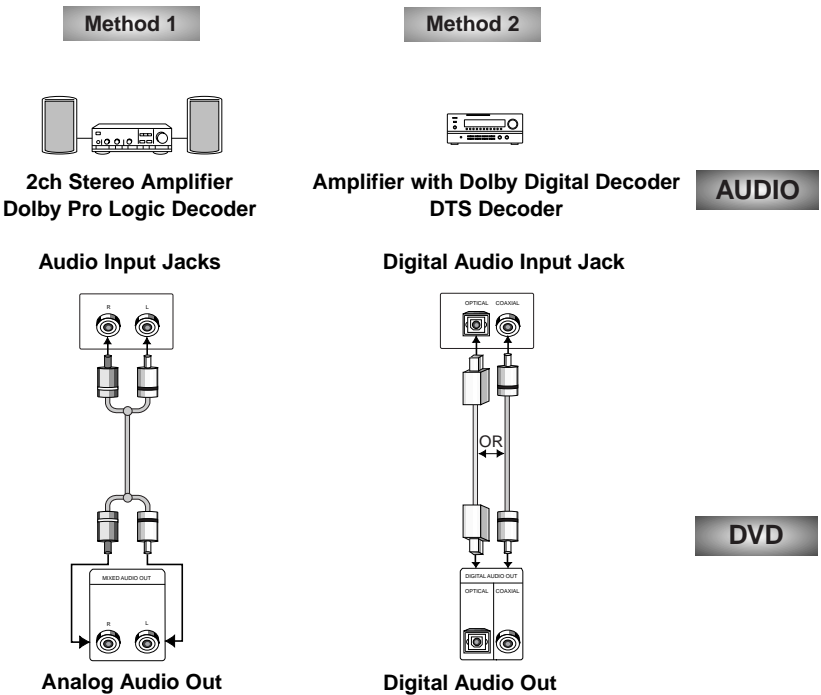 Method 1
Method 2
2ch Stereo Amplifier
Dolby Pro Logic Decoder
Amplifier with Dolby Digital Decoder
DTS Decoder
AUDIO
Audio Input Jacks
Digital Audio Input Jack
R L
OPTICAL COAXIAL
OR
DVD
MIXED AUDIO OUT
R L
DIGITAL AUDIO OUT
OPTICAL COAXIAL
Analog Audio Out
Digital Audio Out